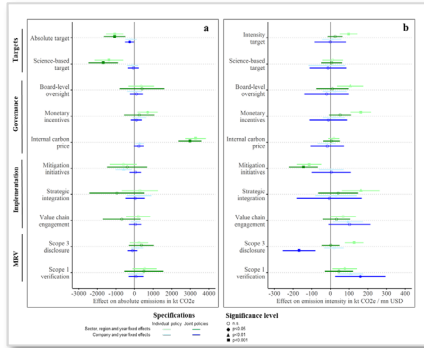 a
b
Targets
Absolute target
Science-based target
Governance
Board-level oversight
Monetary incentives
Internal carbon price
Implementation
Mitigation initiatives
Strategic integration
Value chain engagement
MRV
Scope 3 disclosure
Scope 1 verification
-3000 -2000 -1000 0 1000 2000 3000 4000
Effect on absolute emissions in kt CO2
Intensity target
Science-based target
Board-level oversight
Monetary incentives
Internal carbon price
Mitigation initiatives
Strategic integration
Value chain engagement
Scope 3 disclosure
Scope 1 verification
-300 -200 -100 0 100 200 300
Effect on emission intensity in kt CO2 / mn USD
Specifications
Individual policy Joint policies
Sector, region and year fixed effects
Company and year fixed effects
Significance level
n.s.
p<0.05
p<0.01
p<0.001